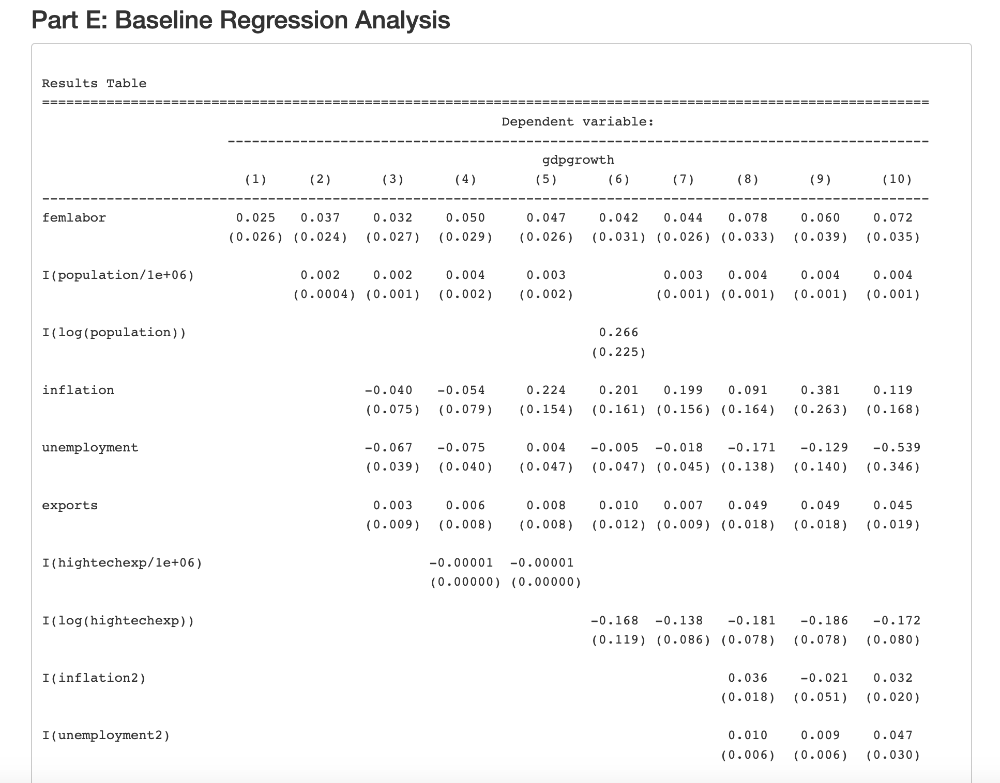 Part E: Baseline Regression Analysis
Results Table
==============================================================================================================
Dependent variable:
---------------------------------------------------------------------------------------
gdpgrowth
(1) (2) (3) (4) (5) (6) (7) (8) (9) (10)
--------------------------------------------------------------------------------------------------------------
femlabor 0.025 0.037 0.032 0.050 0.047 0.042 0.044 0.078 0.060 0.072
(0.026) (0.024) (0.027) (0.029) (0.026) (0.031) (0.026) (0.033) (0.039) (0.035)
I(population/1e+06) 0.002 0.002 0.004 0.003 0.003 0.004 0.004 0.004
(0.0004) (0.001) (0.002) (0.002) (0.001) (0.001) (0.001) (0.001)
I(log(population)) 0.266
(0.225)
inflation -0.040 -0.054 0.224 0.201 0.199 0.091 0.381 0.119
(0.075) (0.079) (0.154) (0.161) (0.156) (0.164) (0.263) (0.168)
unemployment -0.067 -0.075 0.004 -0.005 -0.018 -0.171 -0.129 -0.539
(0.039) (0.040) (0.047) (0.047) (0.045) (0.138) (0.140) (0.346)
exports 0.003 0.006 0.008 0.010 0.007 0.049 0.049 0.045
(0.009) (0.008) (0.008) (0.012) (0.009) (0.018) (0.018) (0.019)
I(hightechexp/1e+06) -0.00001 -0.00001
(0.00000) (0.00000)
I(log(hightechexp)) -0.168 -0.138 -0.181 -0.186 -0.172
(0.119) (0.086) (0.078) (0.078) (0.080)
I(inflation2) 0.036 -0.021 0.032
(0.018) (0.051) (0.020)
I(unemployment2) 0.010 0.009 0.047
(0.006) (0.006) (0.030)